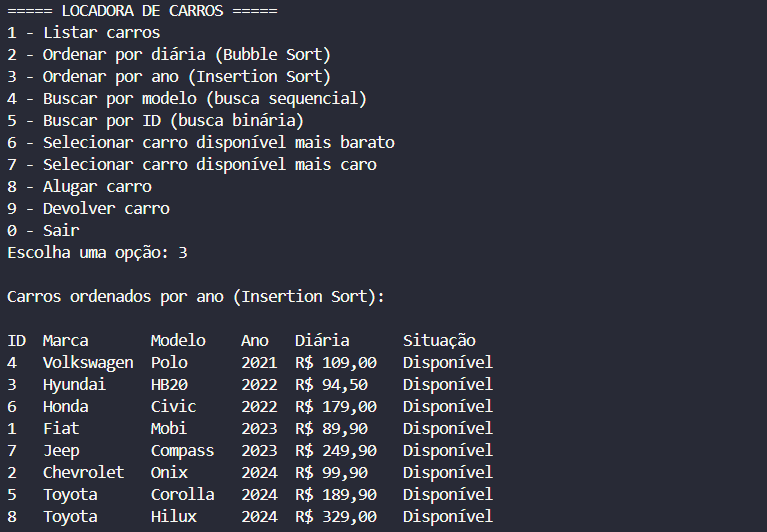 ===== LOCADORA DE CARROS =====
1 - Listar carros
2 - Ordenar por diária (Bubble Sort)
3 - Ordenar por ano (Insertion Sort)
4 - Buscar por modelo (busca sequencial)
5 - Buscar por ID (busca binária)
6 - Selecionar carro disponível mais barato
7 - Selecionar carro disponível mais caro
8 - Alugar carro
9 - Devolver carro
0 - Sair
Escolha uma opção: 3
Carros ordenados por ano (Insertion Sort):
ID  Marca       Modelo    Ano   Diária      Situação
4   Volkswagen  Polo      2021  R$ 109,00   Disponível
3   Hyundai     HB20      2022  R$ 94,50    Disponível
6   Honda       Civic     2022  R$ 179,00   Disponível
1   Fiat        Mobi      2023  R$ 89,90    Disponível
7   Jeep        Compass   2023  R$ 249,90   Disponível
2   Chevrolet   Onix      2024  R$ 99,90    Disponível
5   Toyota      Corolla   2024  R$ 189,90   Disponível
8   Toyota      Hilux     2024  R$ 329,00   Disponível